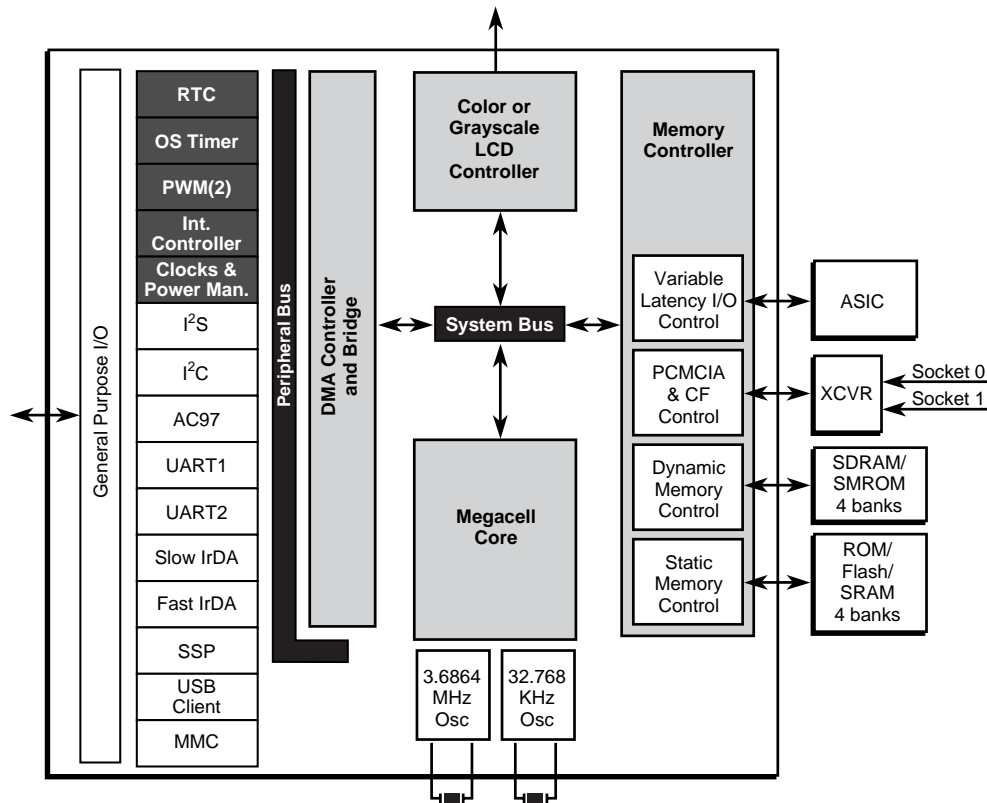 General Purpose I/O
RTC
OS Timer
PWM(2)
Int.
Controller
Clocks &
Power Man.
I²S
I²C
AC97
UART1
UART2
Slow IrDA
Fast IrDA
SSP
USB
Client
MMC
Peripheral Bus
DMA Controller
and Bridge
Color or
Grayscale
LCD
Controller
System Bus
Megacell
Core
3.6864
MHz
Osc
32.768
KHz
Osc
Memory
Controller
Variable
Latency I/O
Control
PCMCIA
& CF
Control
Dynamic
Memory
Control
Static
Memory
Control
ASIC
XCVR
Socket 0
Socket 1
SDRAM/
SMROM
4 banks
ROM/
Flash/
SRAM
4 banks